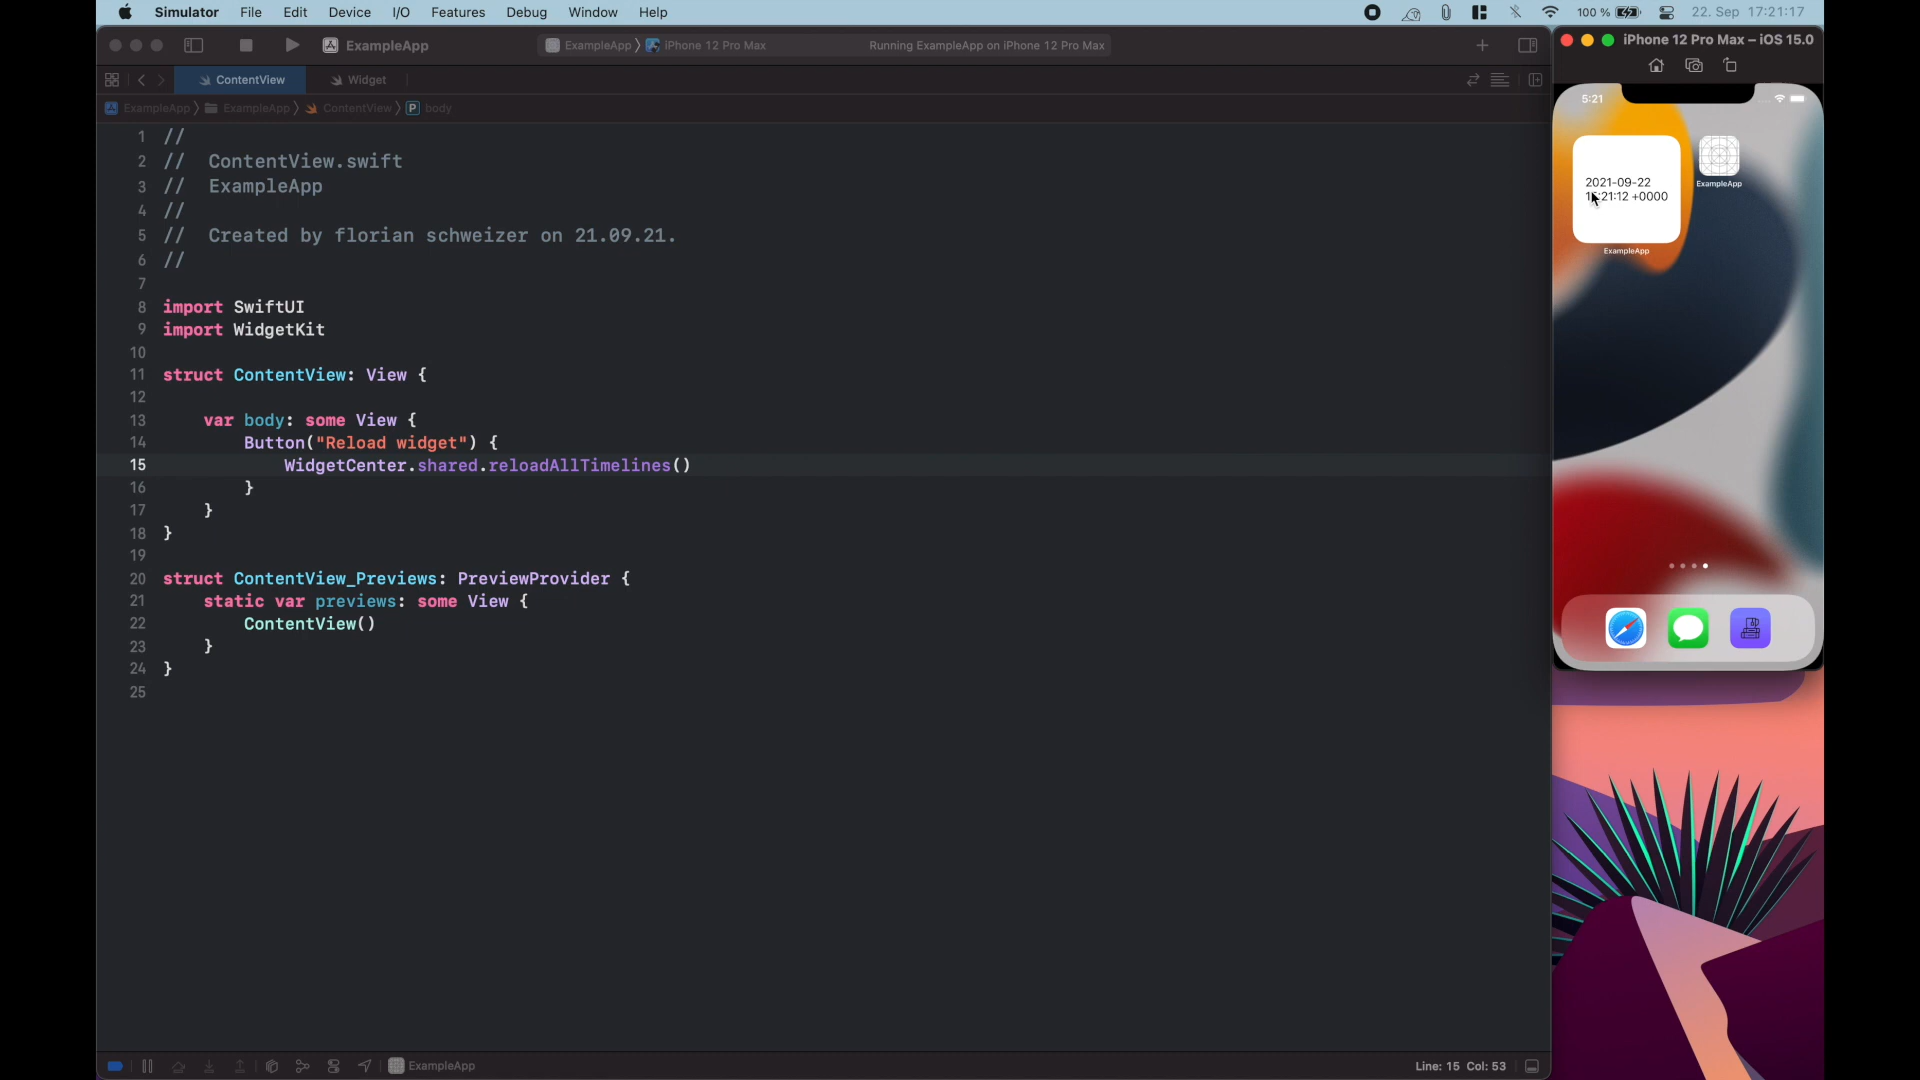 Simulator File Edit Device I/O Features Debug Window Help 100 % 22. Sep 17:21:17
ExampleApp ExampleApp iPhone 12 Pro Max Running ExampleApp on iPhone 12 Pro Max
ContentView Widget
ExampleApp ExampleApp ContentView P body
1 //
2 // ContentView.swift
3 // ExampleApp
4 //
5 // Created by florian schweizer on 21.09.21.
6 //
7
8 import SwiftUI
9 import WidgetKit
10
11 struct ContentView: View {
12
13 var body: some View {
14 Button("Reload widget") {
15 WidgetCenter.shared.reloadAllTimelines()
16 }
17 }
18 }
19
20 struct ContentView_Previews: PreviewProvider {
21 static var previews: some View {
22 ContentView()
23 }
24 }
25
ExampleApp Line: 15 Col: 53
iPhone 12 Pro Max – iOS 15.0
5:21
2021-09-22
:21:12 +0000
ExampleApp
ExampleApp